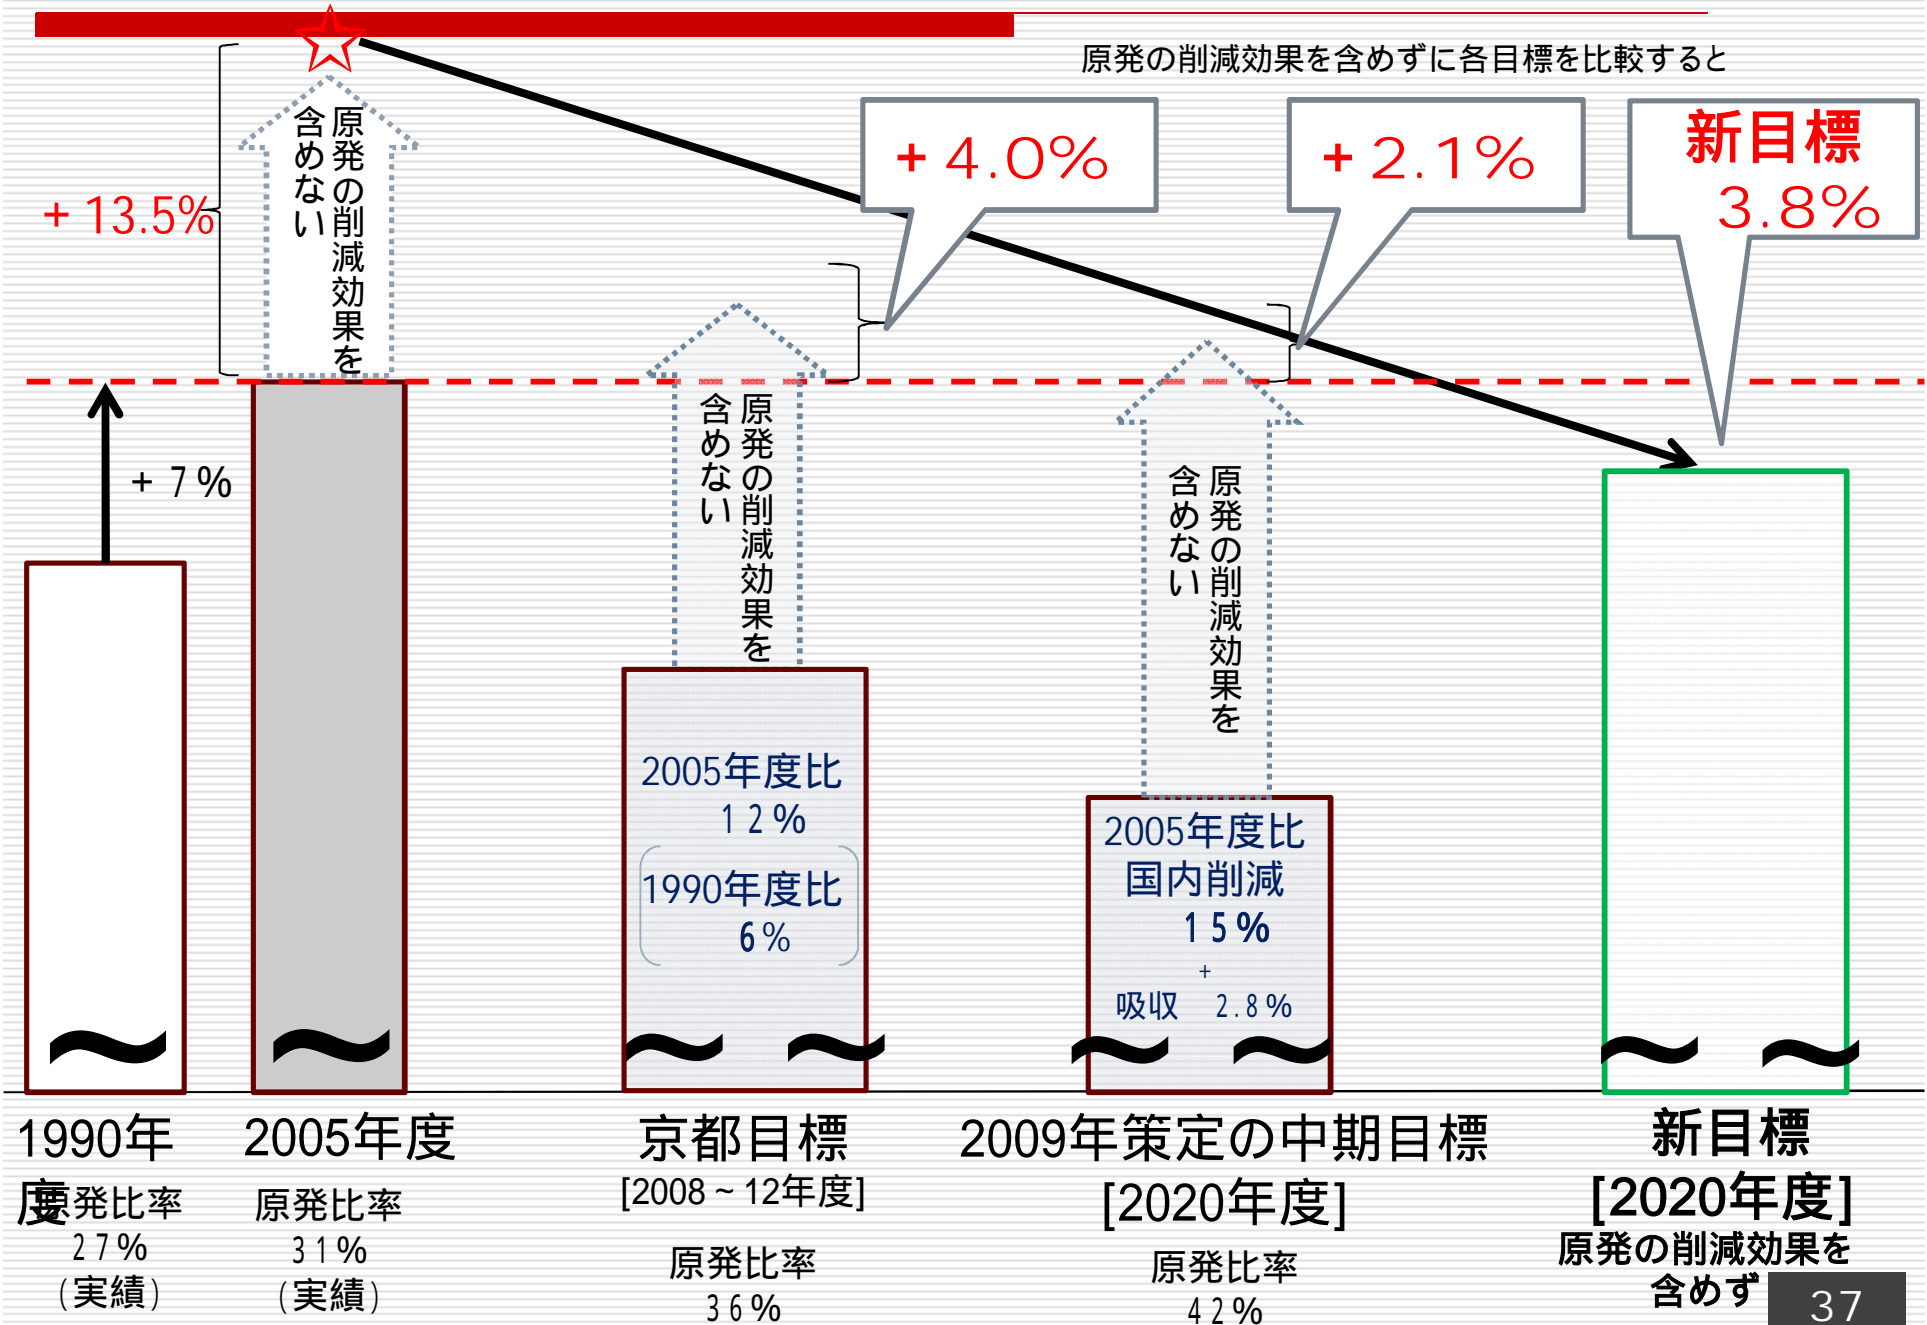 原発の削減効果を含めずに各目標を比較すると
+13.5%
原発の削減効果を
含めない
+4.0%
+2.1%
新目標
3.8%
+7%
原発の削減効果を
含めない
原発の削減効果を
含めない
2005年度比
12%
1990年度比
6%
2005年度比
国内削減
15%
+
吸収 2.8%
1990年
度
原発比率
27%
(実績)
2005年度
原発比率
31%
(実績)
京都目標
[2008~12年度]
原発比率
36%
2009年策定の中期目標
[2020年度]
原発比率
42%
新目標
[2020年度]
原発の削減効果を
含めず
37